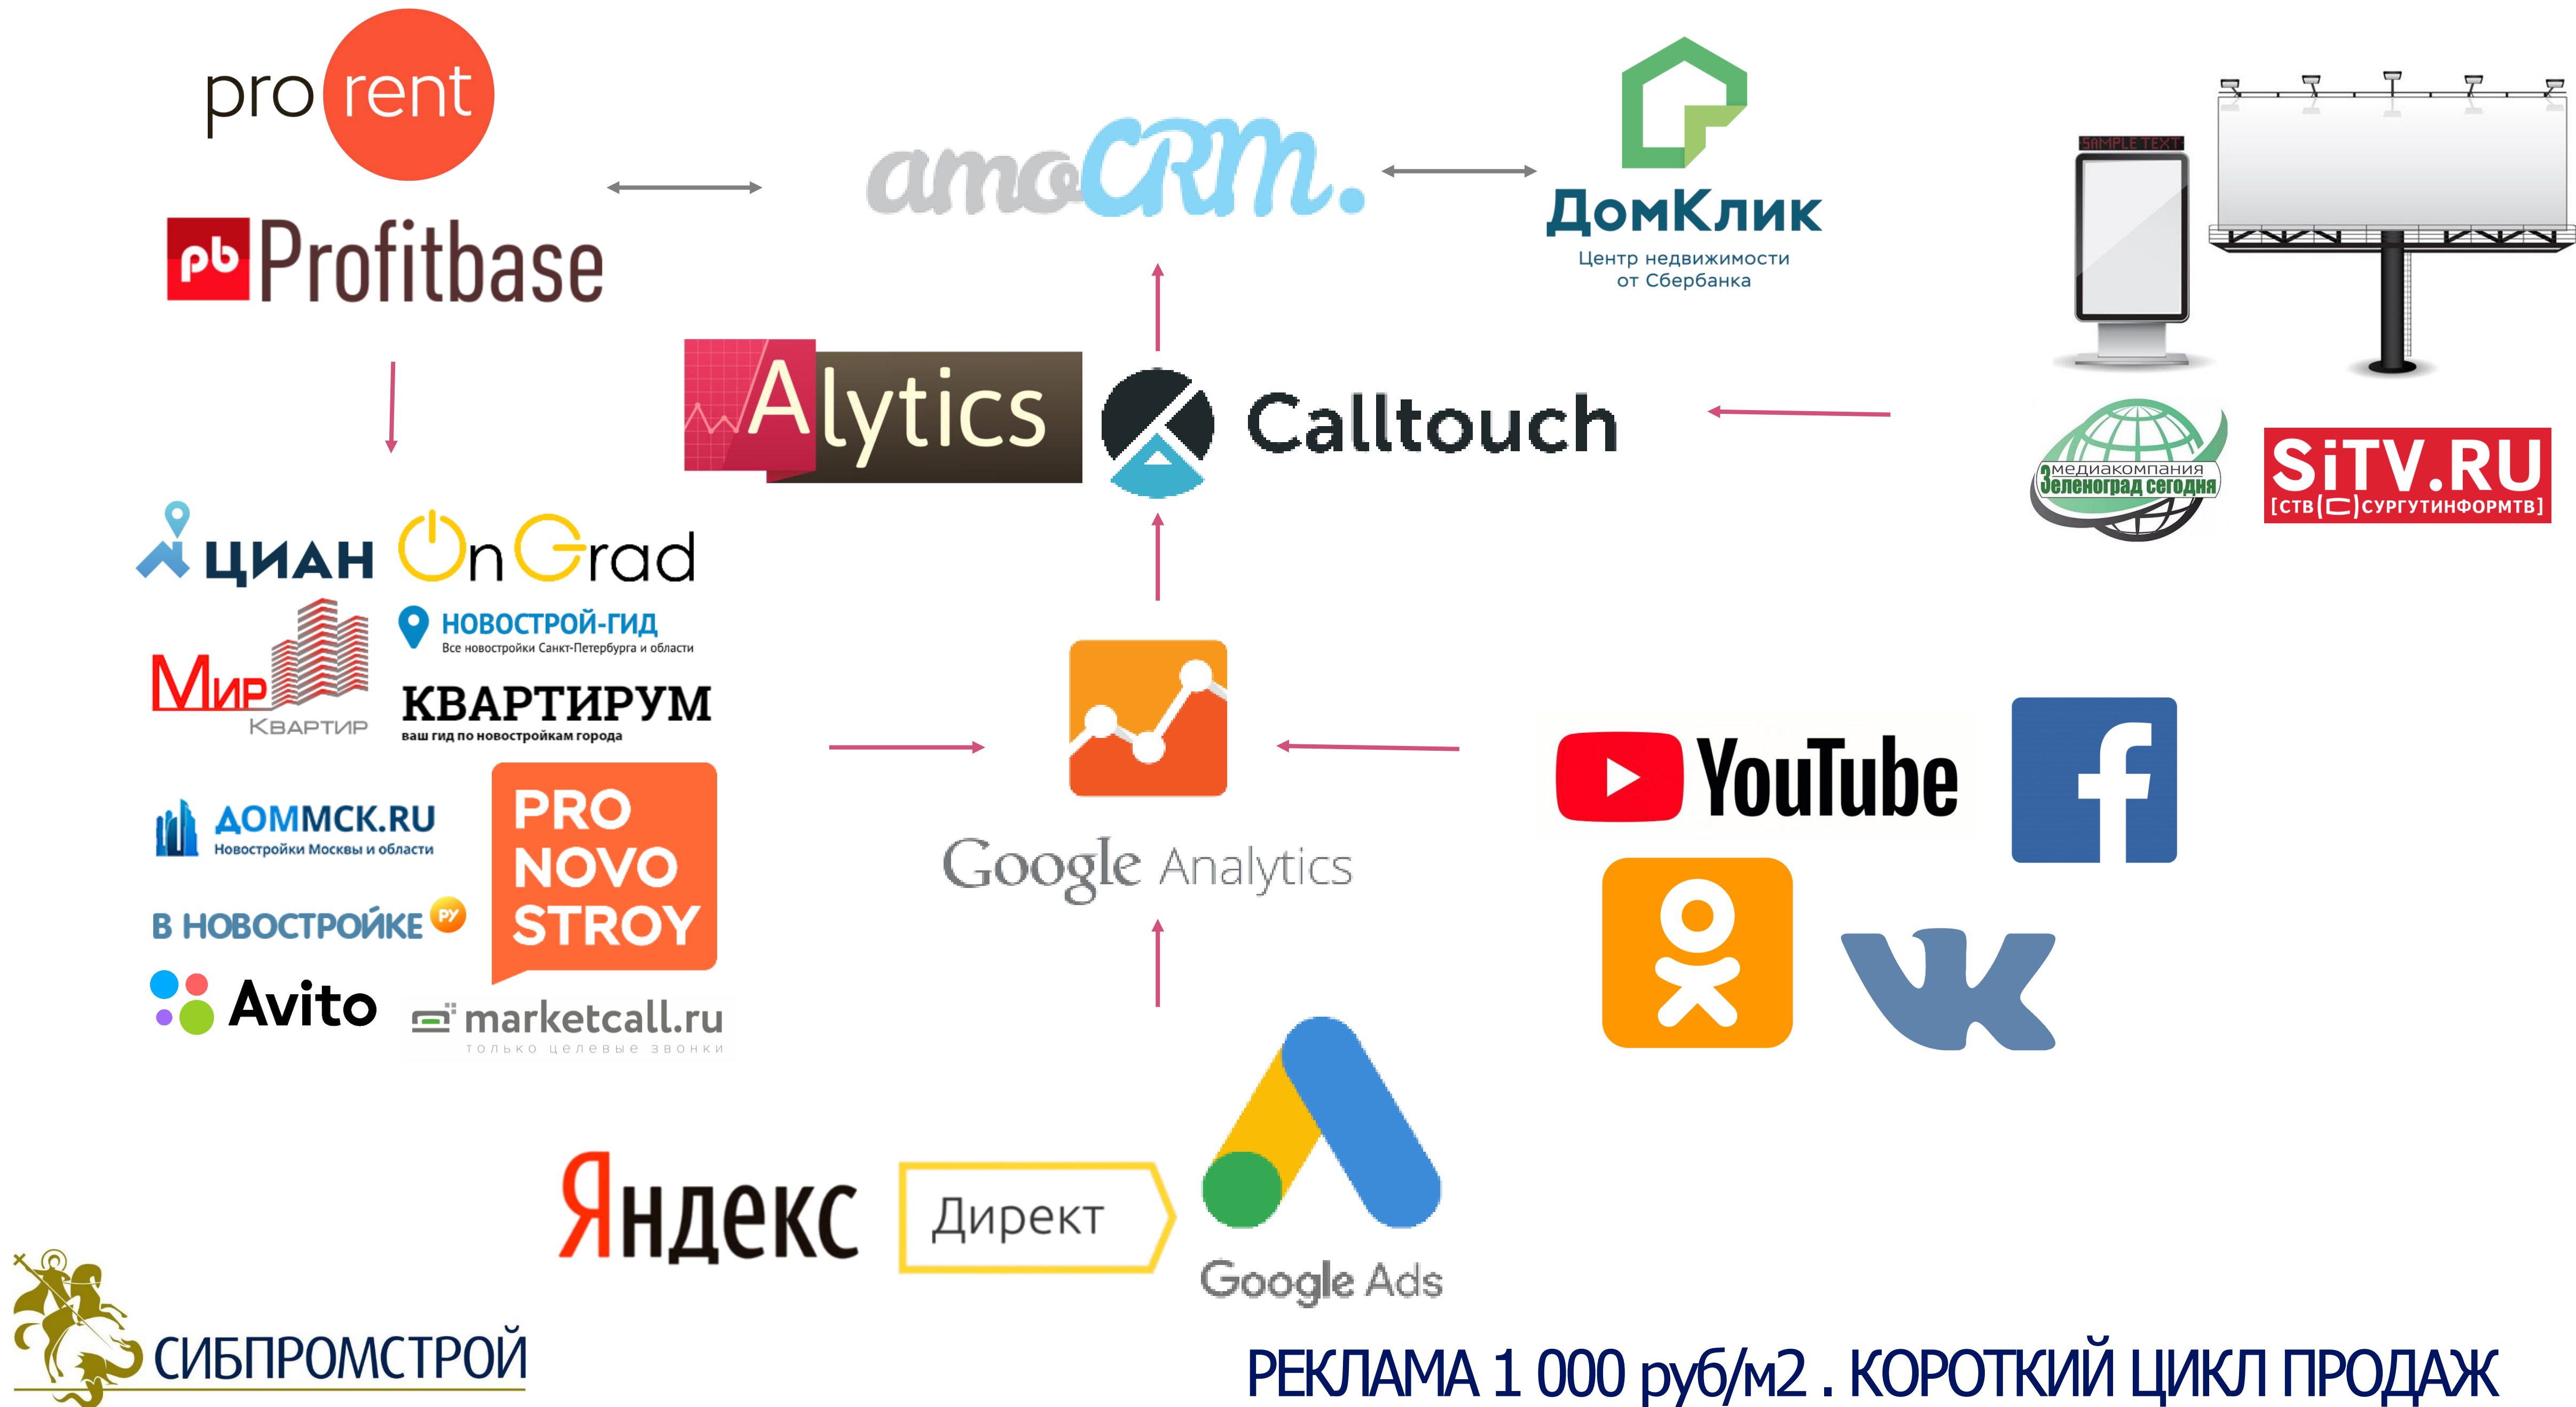 pro rent
pb Profitbase
amoCRM.
ДомКлик
Центр недвижимости
от Сбербанка
SAMPLE TEXT
Alytics
Calltouch
медиакомпания
Зеленоград сегодня
SiTV.RU
[СТВ(С)СУРГУТИНФОРМТВ]
ЦИАН
OnGrad
Мир
Квартир
НОВОСТРОЙ-ГИД
Все новостройки Санкт-Петербурга и области
КВАРТИРУМ
ваш гид по новостройкам города
ДОММСК.RU
Новостройки Москвы и области
PRO
NOVO
STROY
В НОВОСТРОЙКЕ РУ
Avito
marketcall.ru
только целевые звонки
Google Analytics
YouTube
f
Яндекс
Директ
Google Ads
СИБПРОМСТРОЙ
РЕКЛАМА 1 000 руб/м2 . КОРОТКИЙ ЦИКЛ ПРОДАЖ